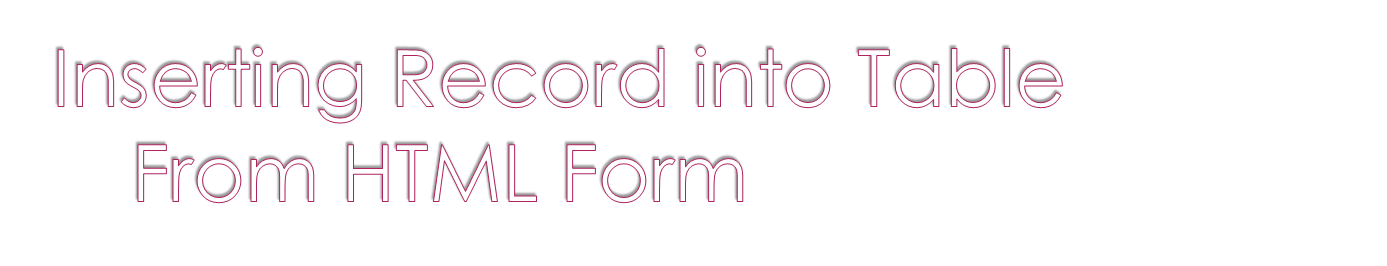 Inserting Record into Table
From HTML Form